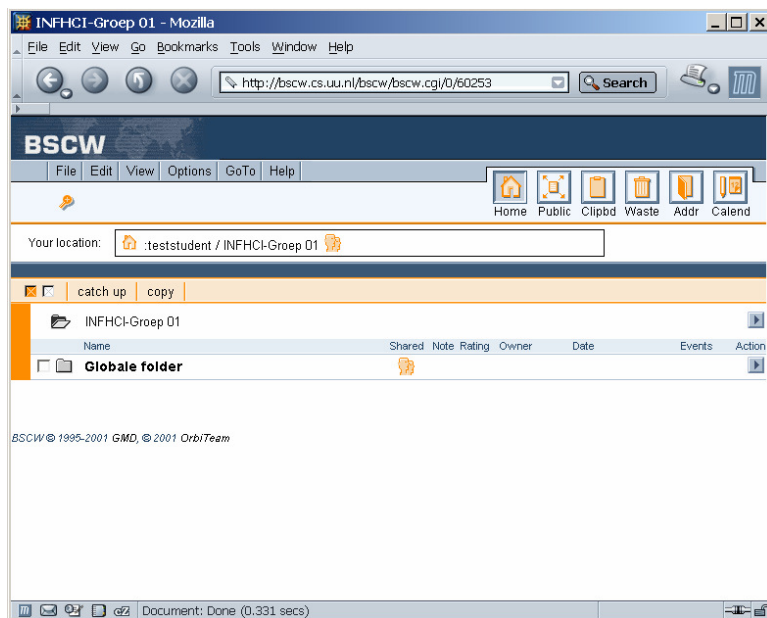 INFHCI-Groep 01 - Mozilla
File Edit View Go Bookmarks Tools Window Help
http://bscw.cs.uu.nl/bscw/bscw.cgi/0/60253 Search
BSCW
File Edit View Options GoTo Help
Home Public Clipbd Waste Addr Calend
Your location: :teststudent / INFHCI-Groep 01
catch up copy
INFHCI-Groep 01
Name Shared Note Rating Owner Date Events Action
Globale folder
BSCW © 1995-2001 GMD, © 2001 OrbiTeam
Document: Done (0.331 secs)